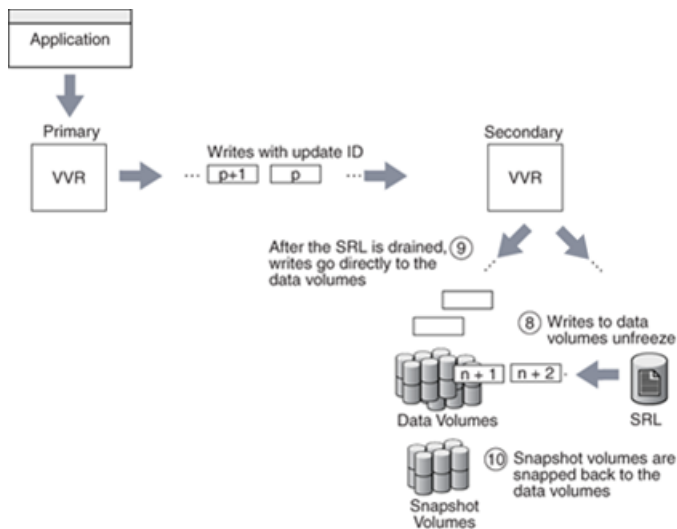 Application
Primary
VVR
Writes with update ID
... p+1 p ...
Secondary
VVR
After the SRL is drained, ⑨
writes go directly to the
data volumes
⑧ Writes to data
volumes unfreeze
n + 1 n + 2
Data Volumes
SRL
⑩ Snapshot volumes are
snapped back to the
data volumes
Snapshot
Volumes